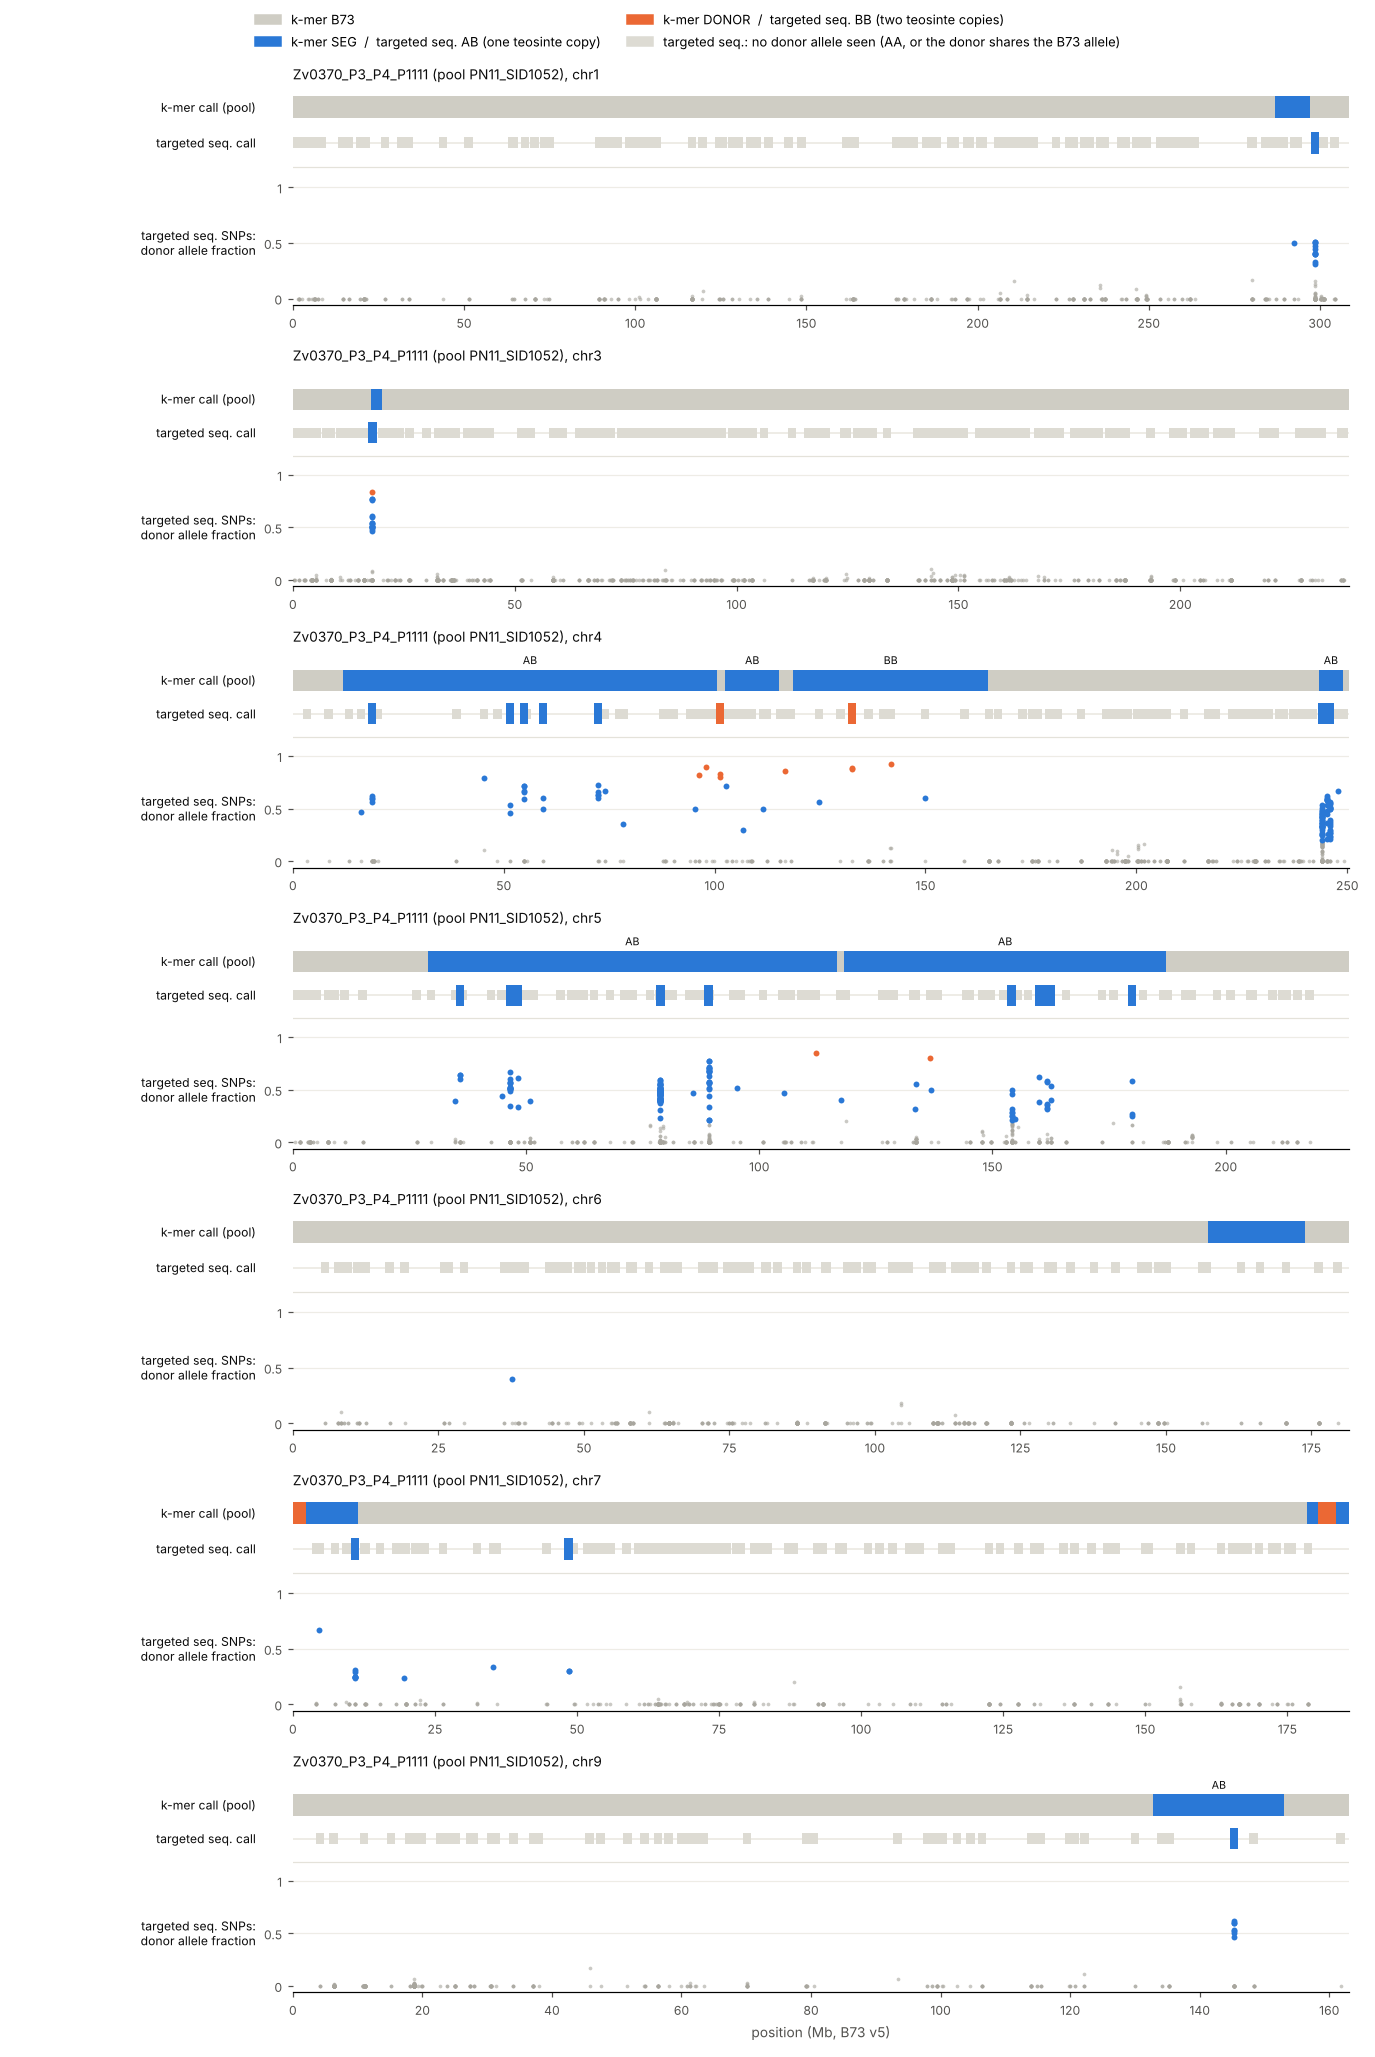 k-mer B73
k-mer DONOR / targeted seq. BB (two teosinte copies)
k-mer SEG / targeted seq. AB (one teosinte copy)
targeted seq.: no donor allele seen (AA, or the donor shares the B73 allele)
Zv0370_P3_P4_P1111 (pool PN11_SID1052), chr1
k-mer call (pool)
targeted seq. call
1
targeted seq. SNPs:
donor allele fraction
0.5
0
0 50 100 150 200 250 300
Zv0370_P3_P4_P1111 (pool PN11_SID1052), chr3
k-mer call (pool)
targeted seq. call
1
targeted seq. SNPs:
donor allele fraction
0.5
0
0 50 100 150 200
Zv0370_P3_P4_P1111 (pool PN11_SID1052), chr4
AB AB BB AB
k-mer call (pool)
targeted seq. call
1
targeted seq. SNPs:
donor allele fraction
0.5
0
0 50 100 150 200 250
Zv0370_P3_P4_P1111 (pool PN11_SID1052), chr5
AB AB
k-mer call (pool)
targeted seq. call
1
targeted seq. SNPs:
donor allele fraction
0.5
0
0 50 100 150 200
Zv0370_P3_P4_P1111 (pool PN11_SID1052), chr6
k-mer call (pool)
targeted seq. call
1
targeted seq. SNPs:
donor allele fraction
0.5
0
0 25 50 75 100 125 150 175
Zv0370_P3_P4_P1111 (pool PN11_SID1052), chr7
k-mer call (pool)
targeted seq. call
1
targeted seq. SNPs:
donor allele fraction
0.5
0
0 25 50 75 100 125 150 175
Zv0370_P3_P4_P1111 (pool PN11_SID1052), chr9
AB
k-mer call (pool)
targeted seq. call
1
targeted seq. SNPs:
donor allele fraction
0.5
0
0 20 40 60 80 100 120 140 160
position (Mb, B73 v5)